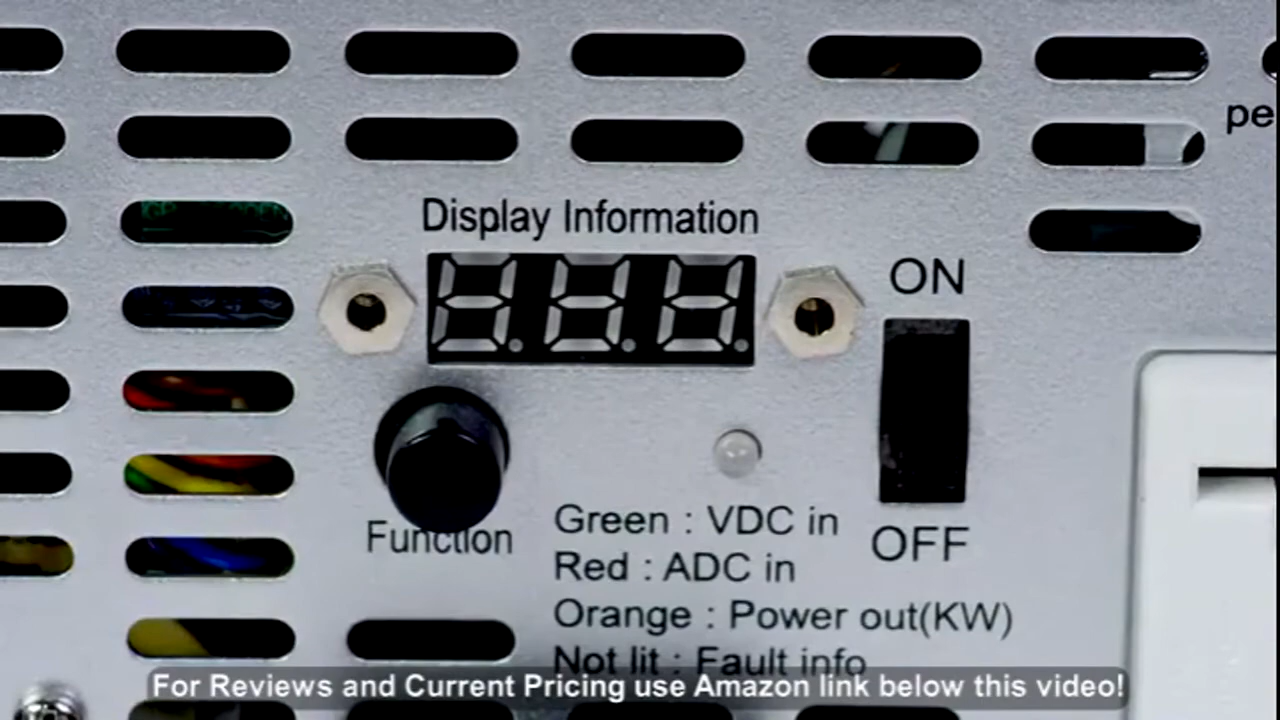 pe
Display Information
ON
Function
Green : VDC in
OFF
Red : ADC in
Orange : Power out(KW)
Not lit : Fault info
For Reviews and Current Pricing use Amazon link below this video!